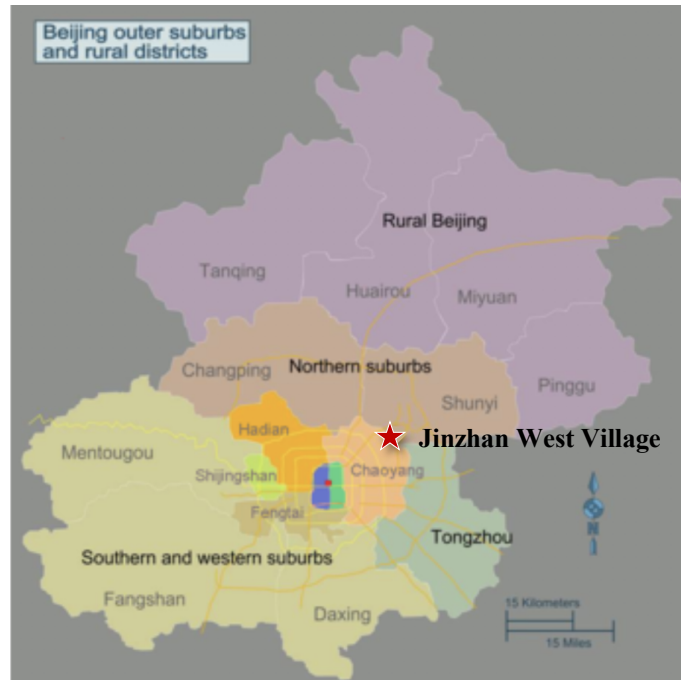 Beijing outer suburbs
and rural districts
Rural Beijing
Tanqing
Huairou
Miyuan
Changping
Northern suburbs
Shunyi
Pinggu
Hadian
Jinzhan West Village
Mentougou
Shijingshan
Chaoyang
Fengtai
Tongzhou
Southern and western suburbs
Fangshan
Daxing
N
15 Kilometers
15 Miles